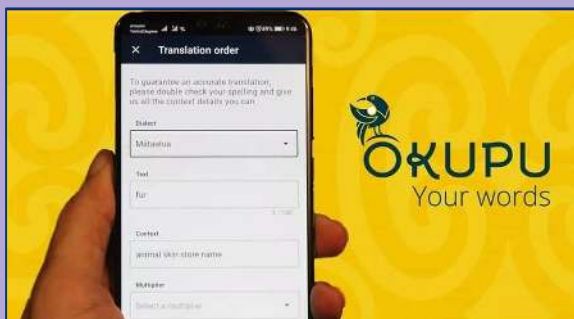 Translation order
To guarantee an accurate translation,
please double check your spelling and give
us all the context details you can
Dialect
Mataatua
Text
fur
Context
animal skin store name
Multiplier
Select a multiplier
OKUPU
Your words